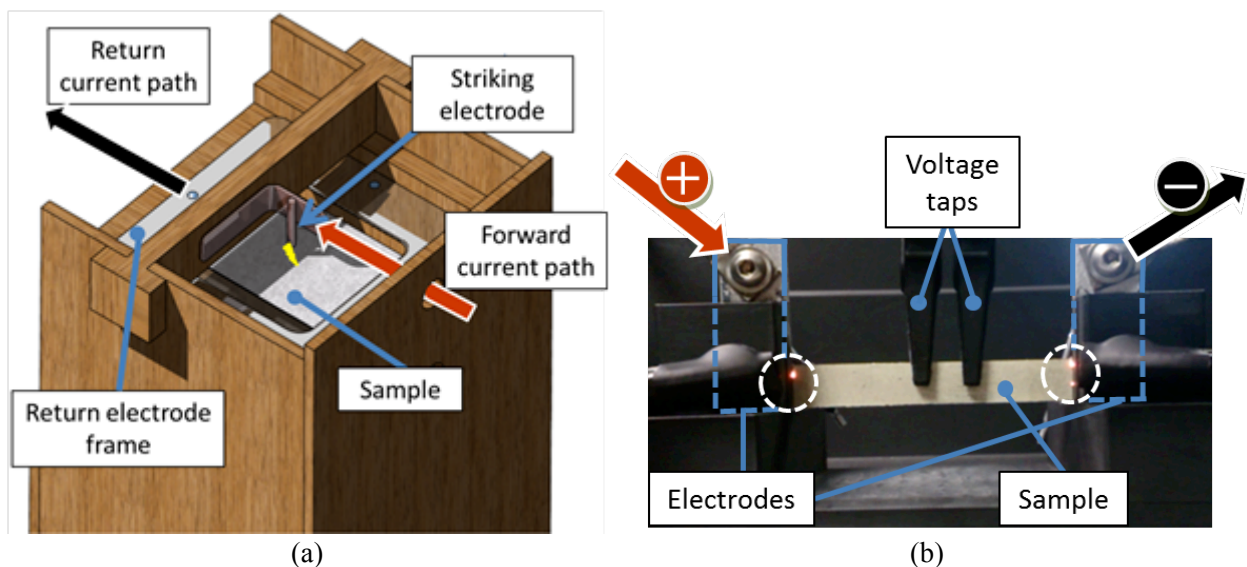 Return
current path
Striking
electrode
Forward
current path
Sample
Return electrode
frame
(a)
+
Voltage
taps
−
Electrodes
Sample
(b)